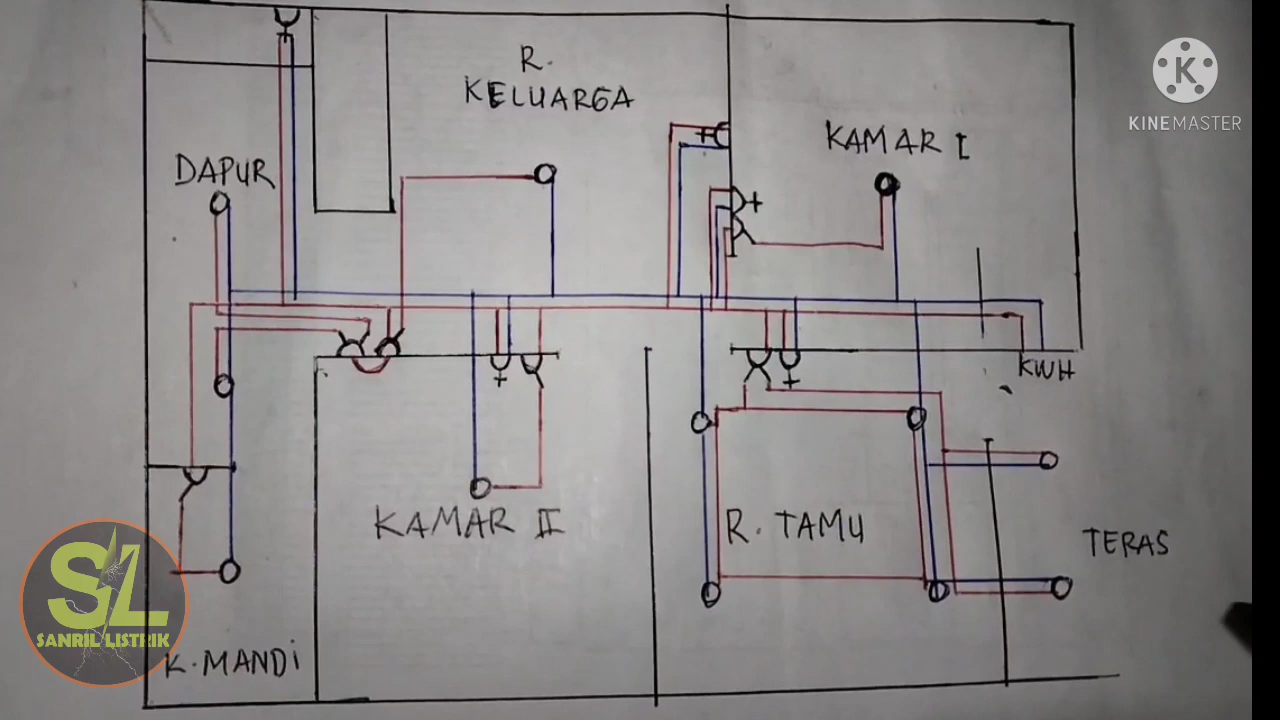 R.
KELUARGA
KAMAR I
DAPUR
KWH
KAMAR II
R. TAMU
TERAS
K. MANDI
SL
SANRIL LISTRIK
K
KINEMASTER